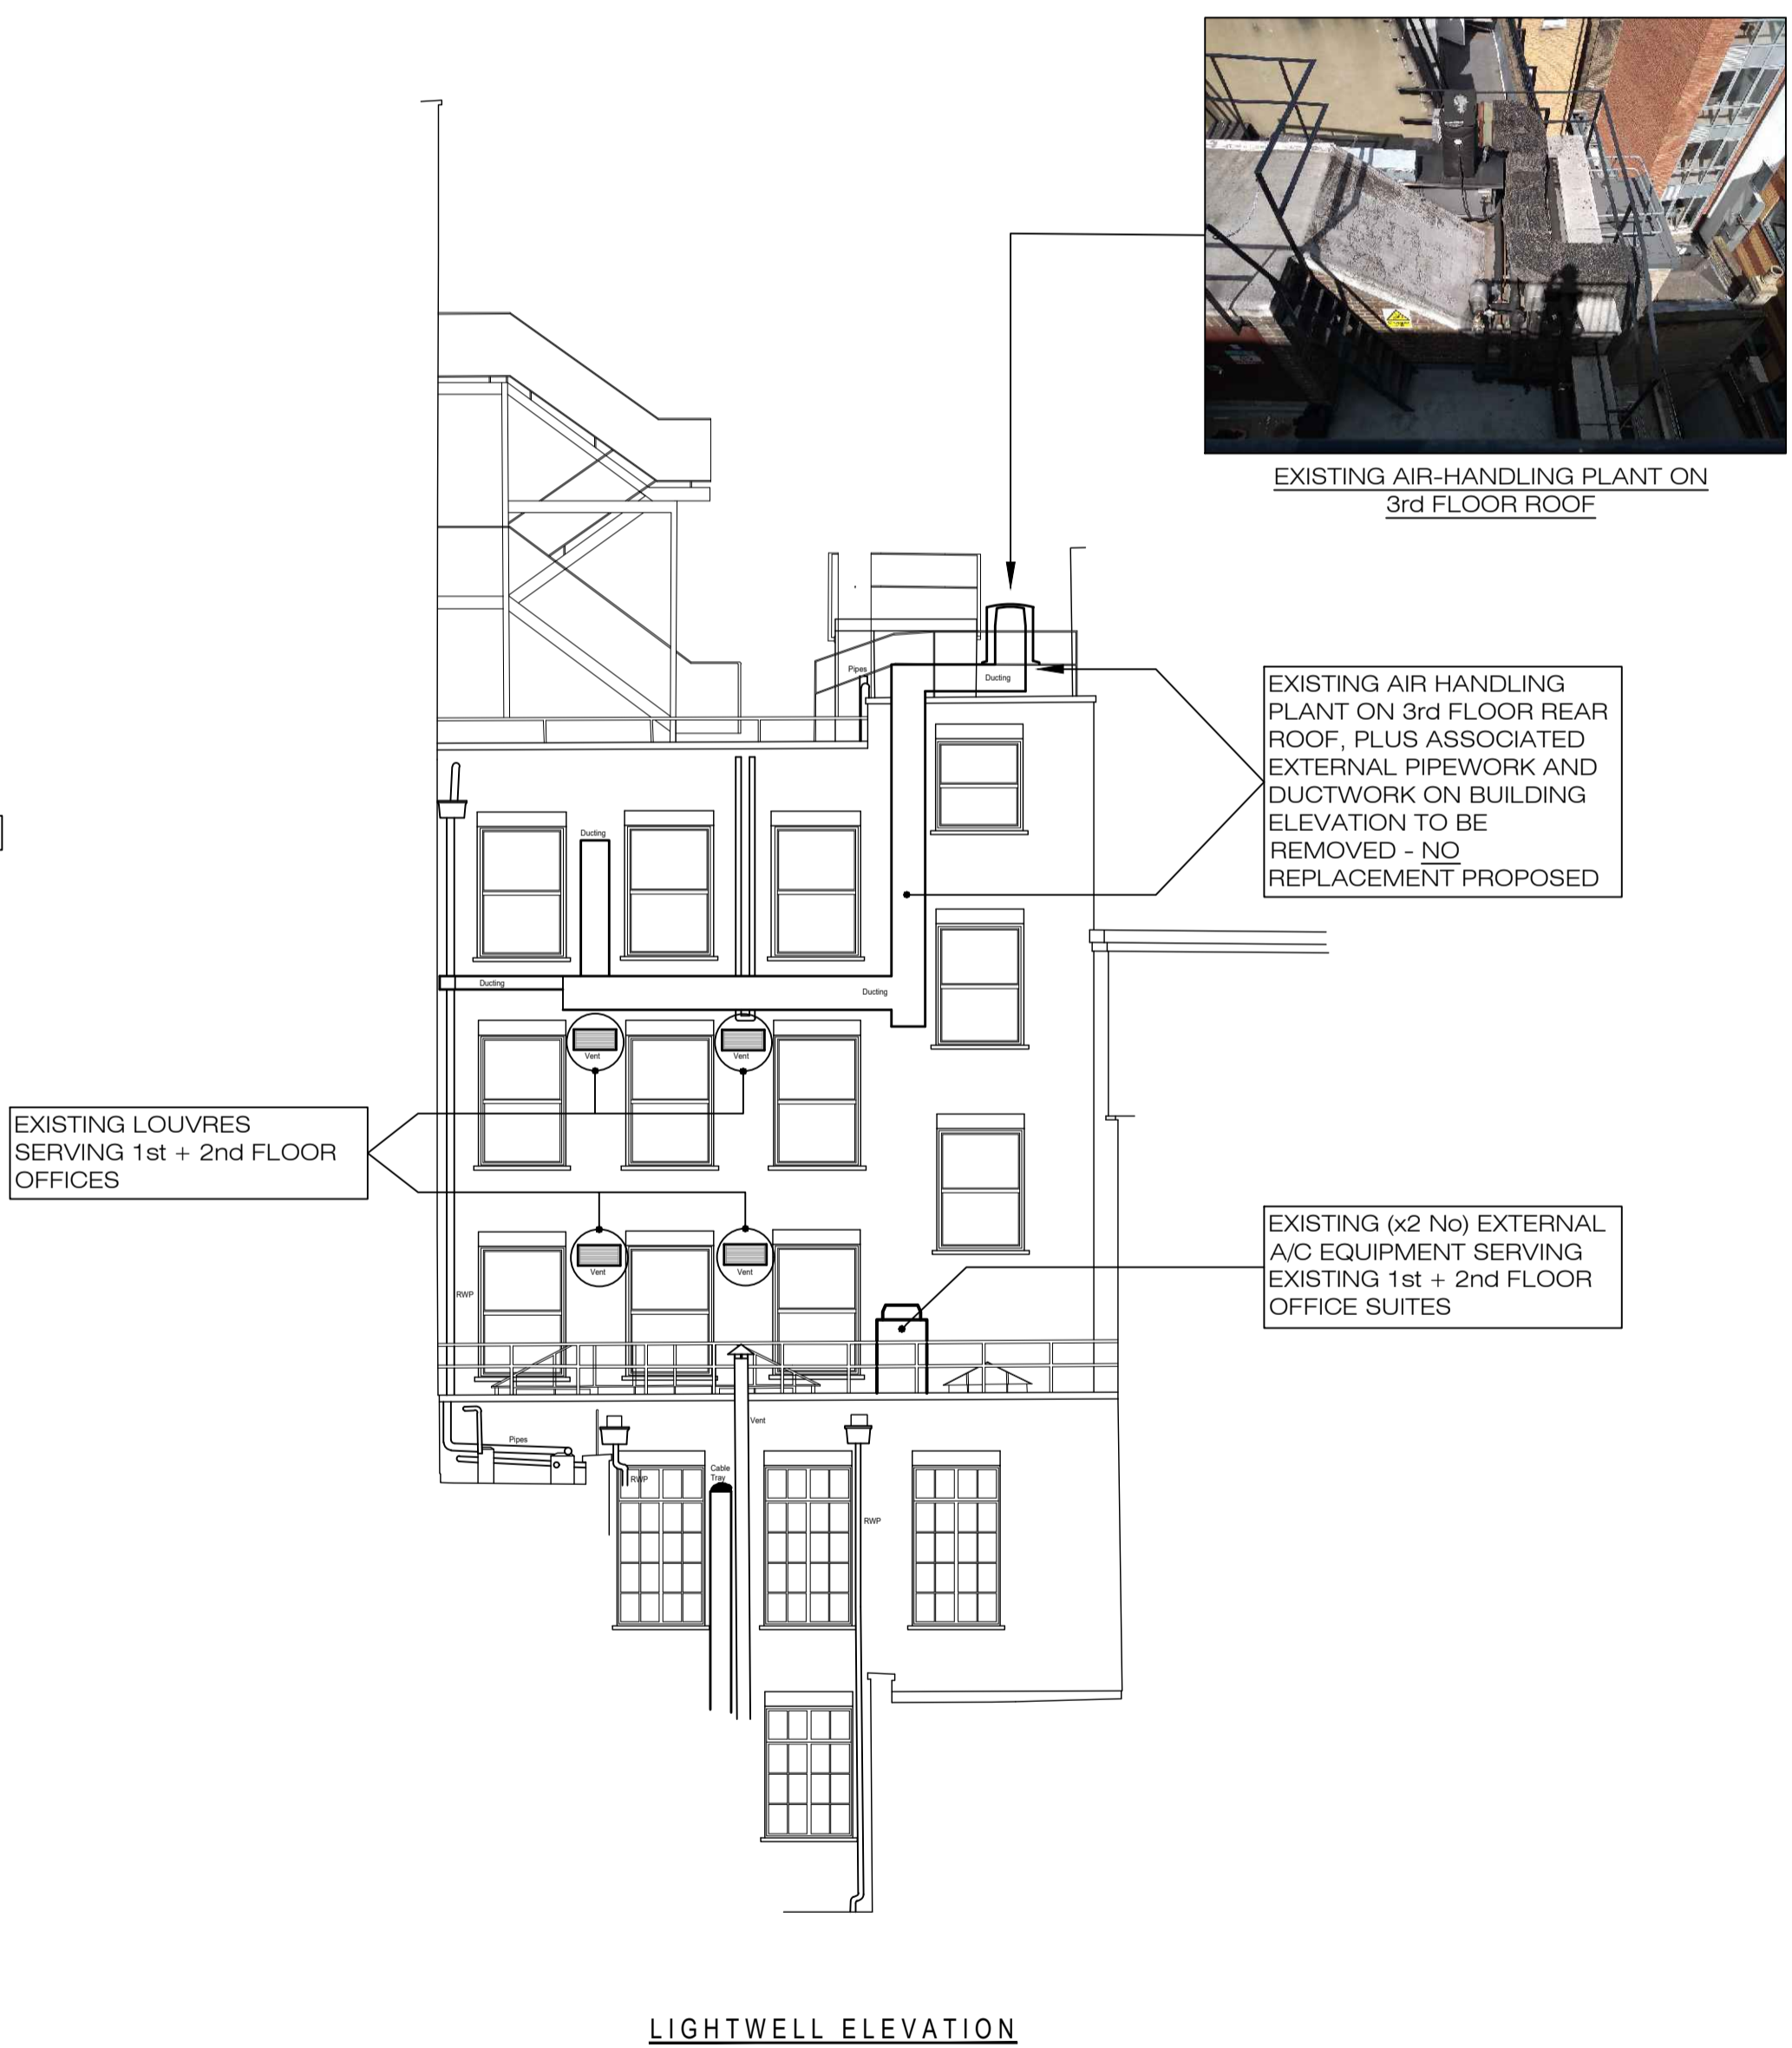 EXISTING AIR-HANDLING PLANT ON
3rd FLOOR ROOF
EXISTING AIR HANDLING
PLANT ON 3rd FLOOR REAR
ROOF, PLUS ASSOCIATED
EXTERNAL PIPEWORK AND
DUCTWORK ON BUILDING
ELEVATION TO BE
REMOVED - NO
REPLACEMENT PROPOSED
Pipes
Ducting
Ducting
Ducting
Ducting
Vent
Vent
EXISTING LOUVRES
SERVING 1st + 2nd FLOOR
OFFICES
EXISTING (x2 No) EXTERNAL
A/C EQUIPMENT SERVING
EXISTING 1st + 2nd FLOOR
OFFICE SUITES
Vent
Vent
RWP
Vent
Pipes
Cable
Tray
RWP
RWP
LIGHTWELL ELEVATION